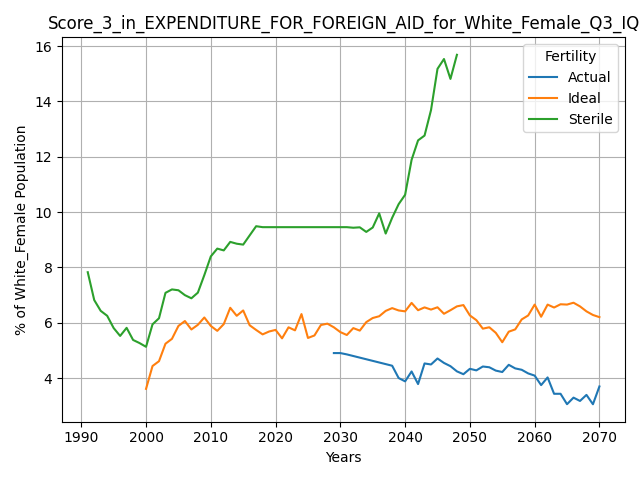 Score_3_in_EXPENDITURE_FOR_FOREIGN_AID_for_White_Female_Q3_IQ
16
14
12
10
8
6
4
% of White_Female Population
Fertility
Actual
Ideal
Sterile
1990 2000 2010 2020 2030 2040 2050 2060 2070
Years